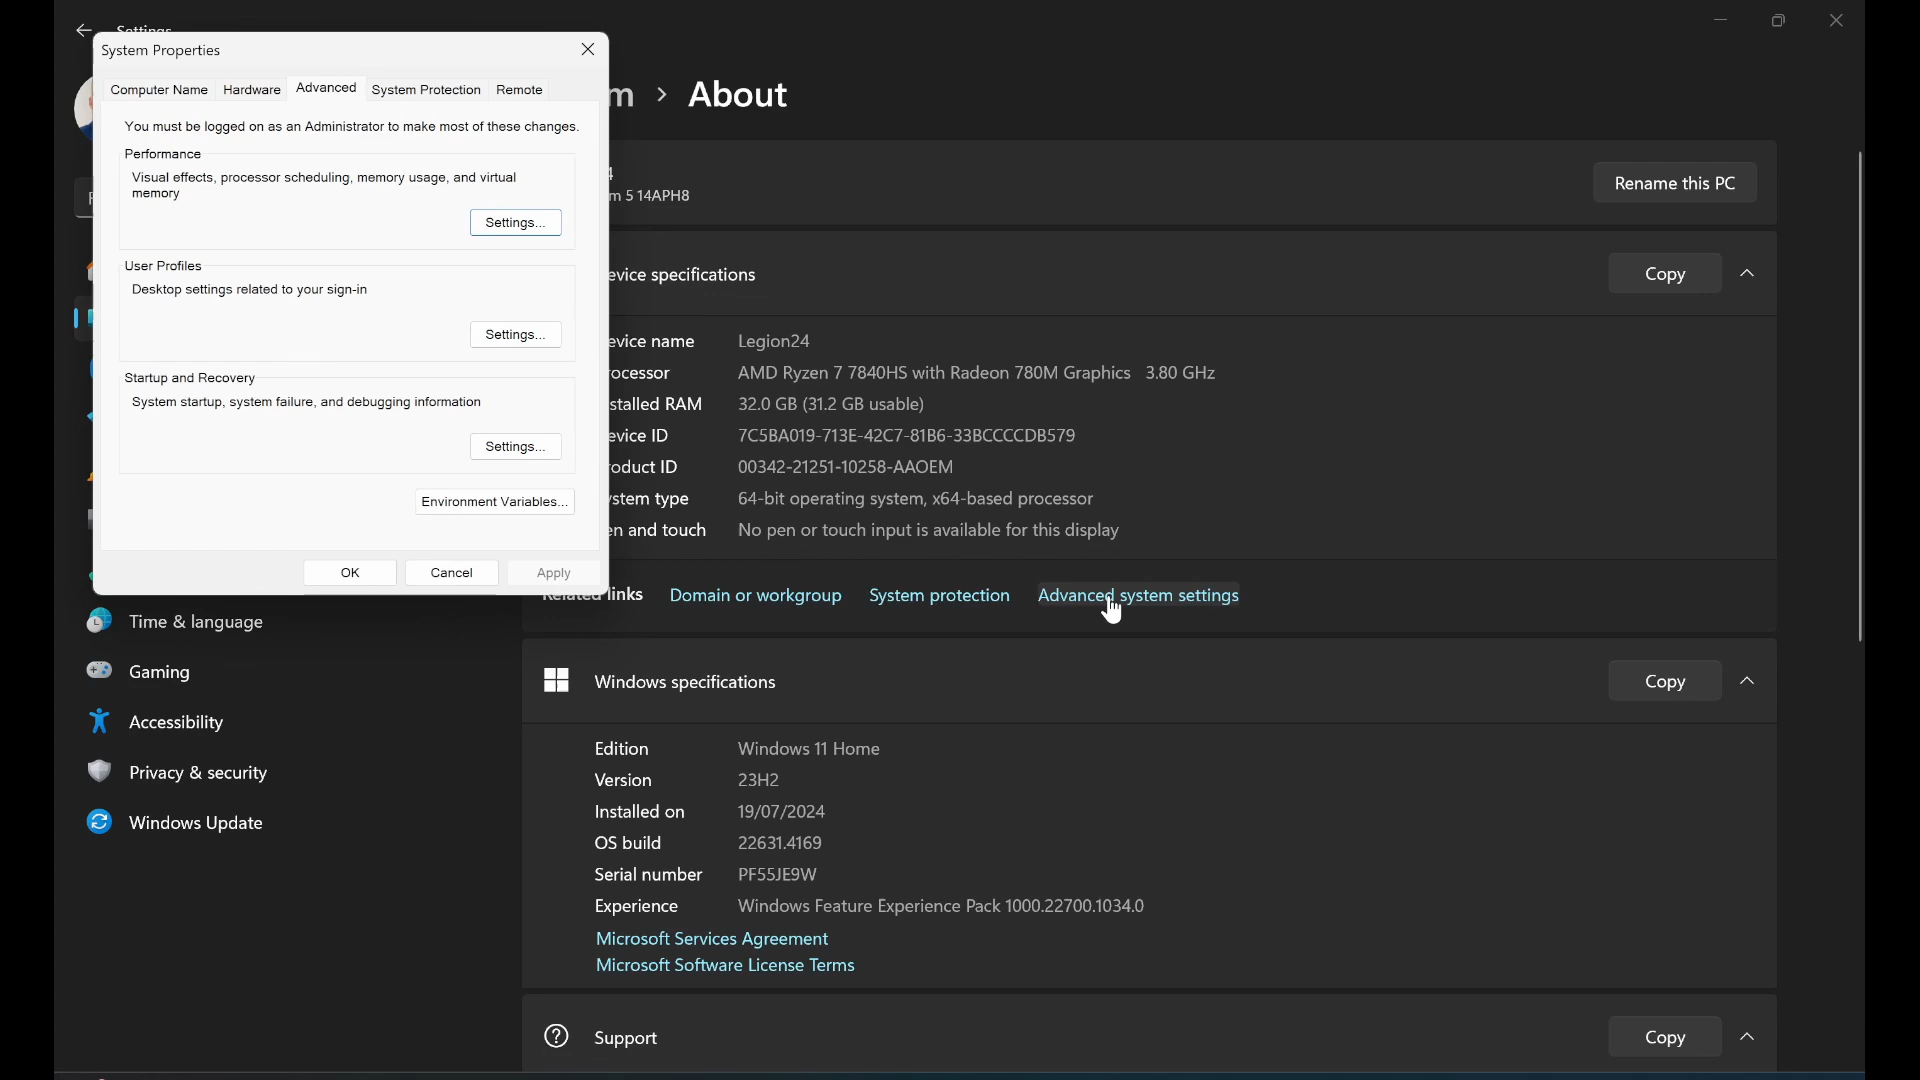 System Properties
Computer Name Hardware Advanced System Protection Remote
You must be logged on as an Administrator to make most of these changes.
Performance
Visual effects, processor scheduling, memory usage, and virtual
memory
Settings...
User Profiles
Desktop settings related to your sign-in
Settings...
Startup and Recovery
System startup, system failure, and debugging information
Settings...
Environment Variables...
OK Cancel Apply
Time & language
Gaming
Accessibility
Privacy & security
Windows Update
m > About
4
m 5 14APH8
Rename this PC
evice specifications
Copy
evice name Legion24
ocessor AMD Ryzen 7 7840HS with Radeon 780M Graphics 3.80 GHz
stalled RAM 32.0 GB (31.2 GB usable)
evice ID 7C5BA019-713E-42C7-81B6-33BCCCCDB579
oduct ID 00342-21251-10258-AAOEM
stem type 64-bit operating system, x64-based processor
en and touch No pen or touch input is available for this display
Related links Domain or workgroup System protection Advanced system settings
Windows specifications
Copy
Edition Windows 11 Home
Version 23H2
Installed on 19/07/2024
OS build 22631.4169
Serial number PF55JE9W
Experience Windows Feature Experience Pack 1000.22700.1034.0
Microsoft Services Agreement
Microsoft Software License Terms
Support
Copy